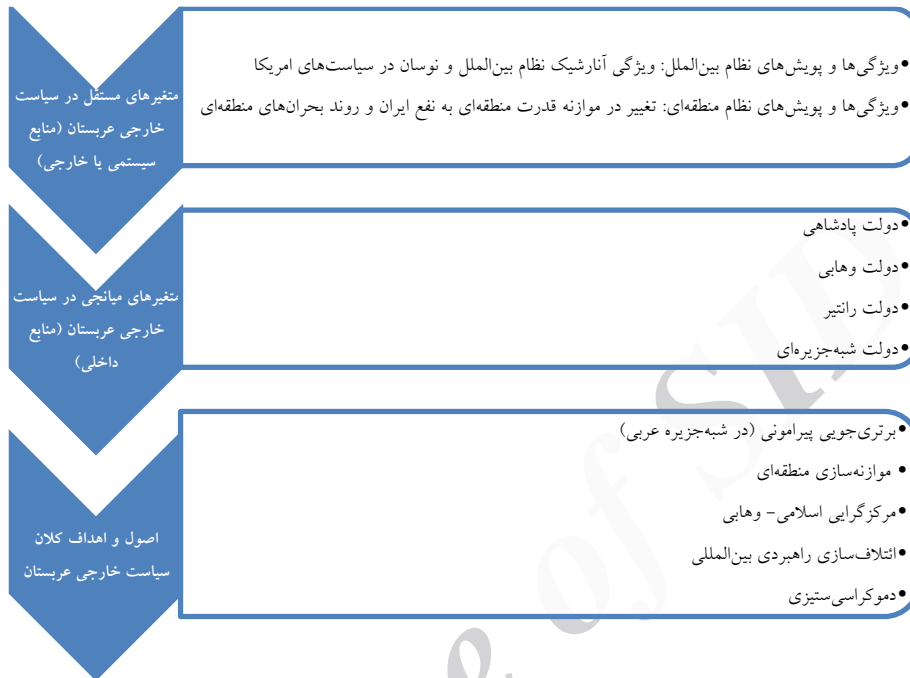 متغیرهای مستقل در سیاست
خارجی عربستان (منابع
سیستمی یا خارجی)
•ویژگی‌ها و پویش‌های نظام بین‌الملل: ویژگی آنارشیک نظام بین‌الملل و نوسان در سیاست‌های امریکا
•ویژگی‌ها و پویش‌های نظام منطقه‌ای: تغییر در موازنه قدرت منطقه‌ای به نفع ایران و روند بحران‌های منطقه‌ای
متغیرهای میانجی در سیاست
خارجی عربستان (منابع
داخلی)
•دولت پادشاهی
•دولت وهابی
•دولت رانتیر
•دولت شبه‌جزیره‌ای
اصول و اهداف کلان
سیاست خارجی عربستان
•برتری‌جویی پیرامونی (در شبه‌جزیره عربی)
• موازنه‌سازی منطقه‌ای
•مرکزگرایی اسلامی- وهابی
•ائتلاف‌سازی راهبردی بین‌المللی
•دموکراسی‌ستیزی
e of SID